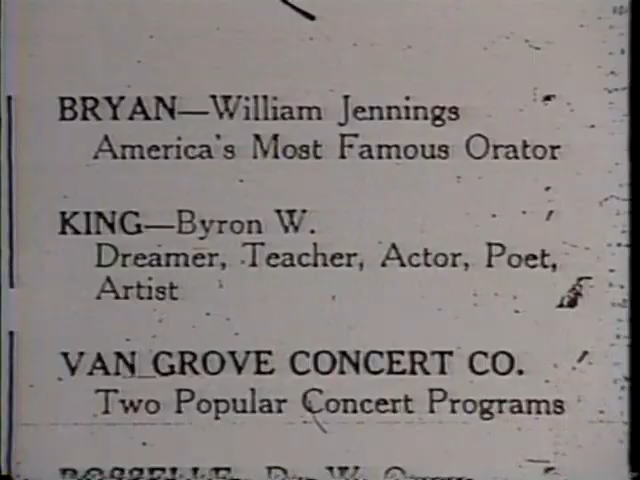 BRYAN—William Jennings
America's Most Famous Orator
KING—Byron W.
Dreamer, Teacher, Actor, Poet,
Artist
VAN GROVE CONCERT CO.
Two Popular Concert Programs